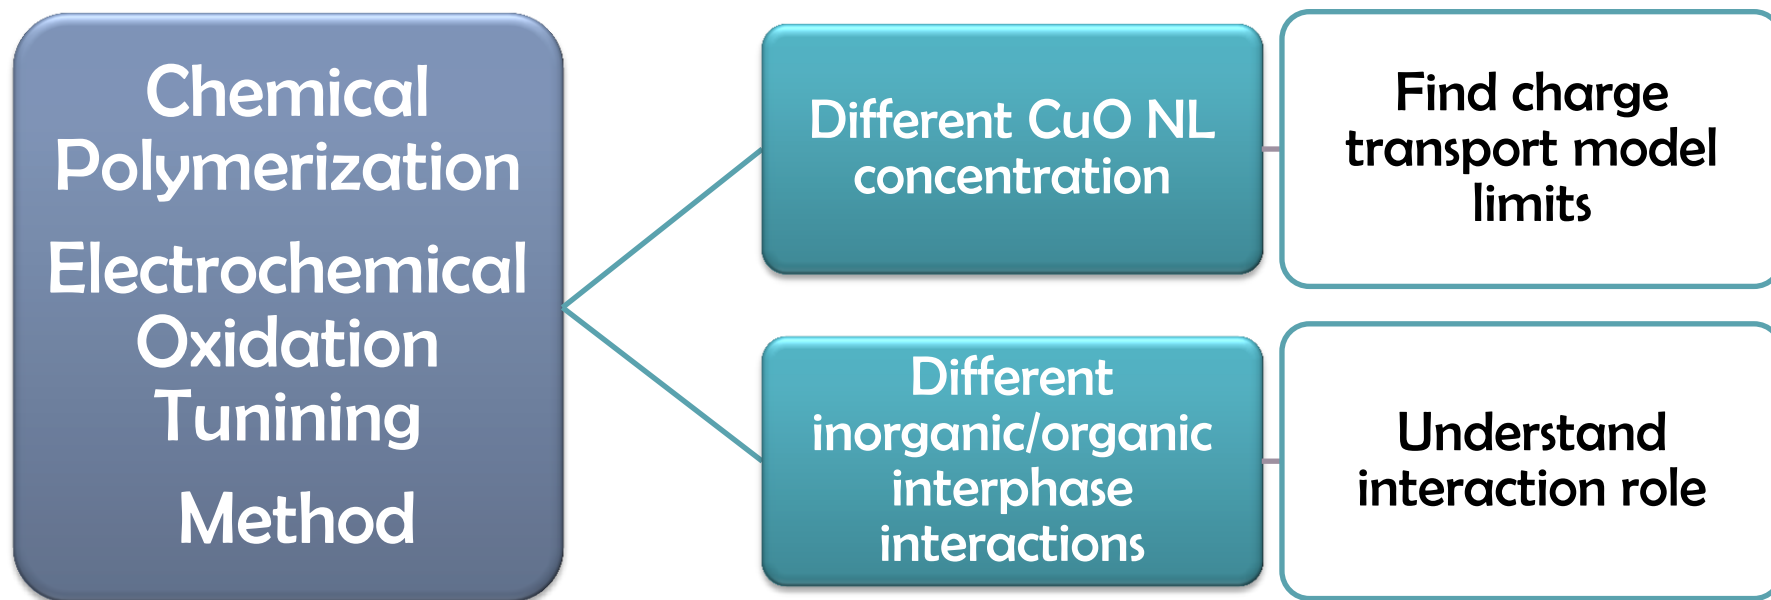 Chemical
Polymerization
Electrochemical
Oxidation
Tunining
Method
Different CuO NL
concentration
Find charge
transport model
limits
Different
inorganic/organic
interphase
interactions
Understand
interaction role